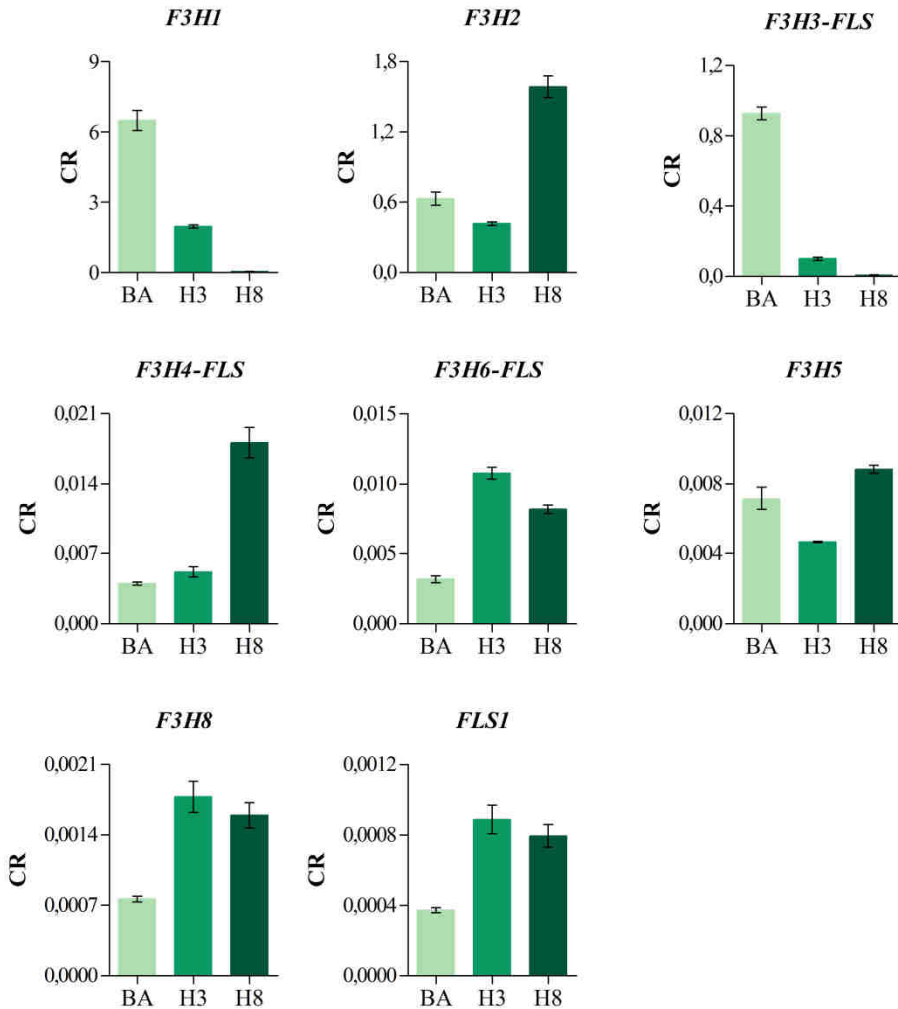 F3H1
9
6
3
0
CR
BA H3 H8
F3H2
1,8
1,2
0,6
0,0
CR
BA H3 H8
F3H3-FLS
1,2
0,8
0,4
0,0
CR
BA H3 H8
F3H4-FLS
0,021
0,014
0,007
0,000
CR
BA H3 H8
F3H6-FLS
0,015
0,010
0,005
0,000
CR
BA H3 H8
F3H5
0,012
0,008
0,004
0,000
CR
BA H3 H8
F3H8
0,0021
0,0014
0,0007
0,0000
CR
BA H3 H8
FLS1
0,0012
0,0008
0,0004
0,0000
CR
BA H3 H8